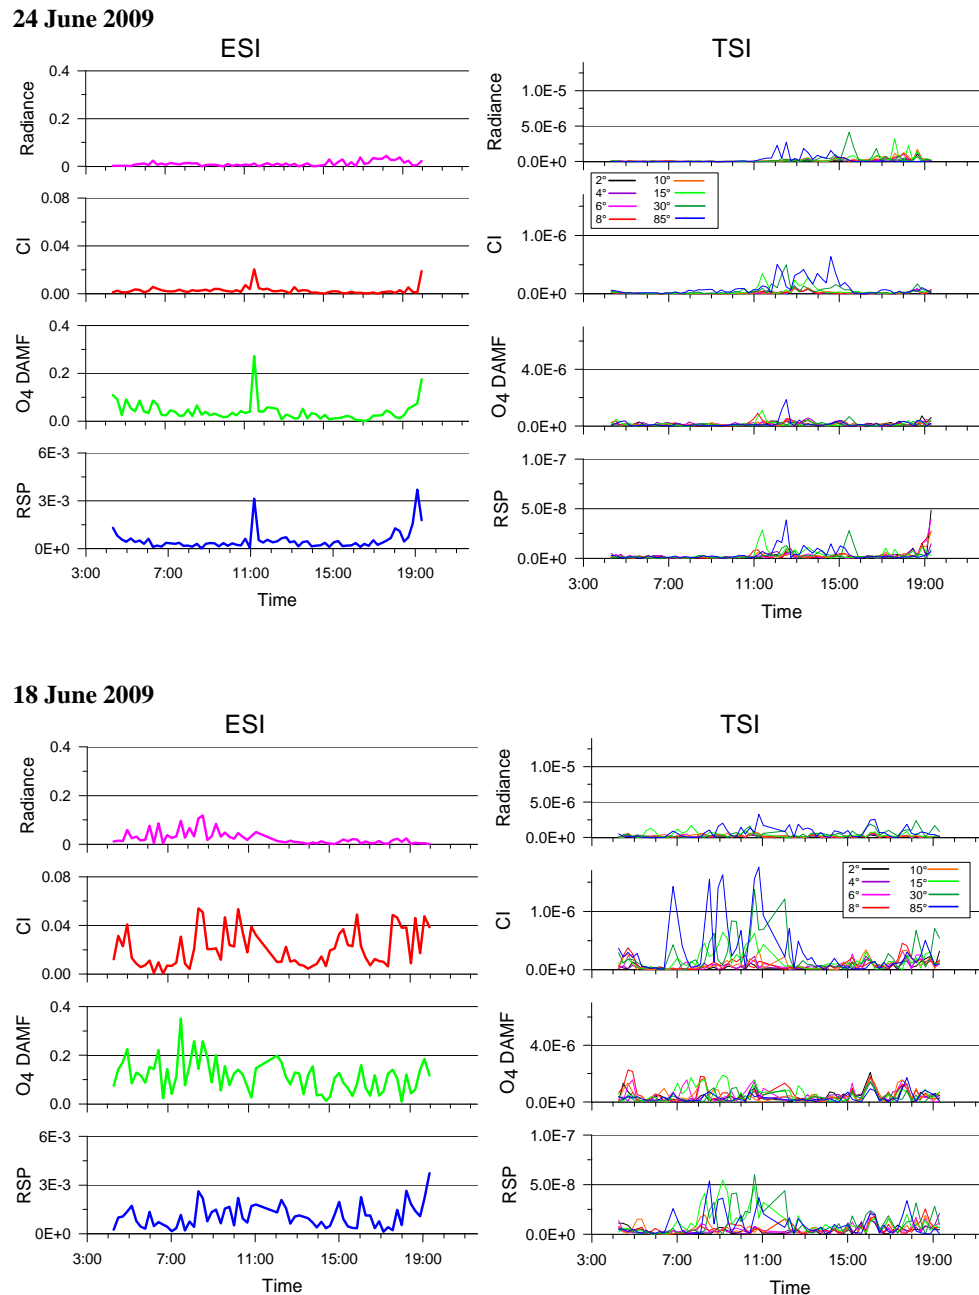 24 June 2009
ESI
TSI
Radiance
0.4
0.2
0
Radiance
1.0E-5
5.0E-6
0.0E+0
2° 10°
4° 15°
6° 30°
8° 85°
CI
0.08
0.04
0.00
CI
1.0E-6
0.0E+0
O4 DAMF
0.4
0.2
0.0
O4 DAMF
4.0E-6
0.0E+0
RSP
6E-3
3E-3
0E+0
3:00 7:00 11:00 15:00 19:00
Time
RSP
1.0E-7
5.0E-8
0.0E+0
3:00 7:00 11:00 15:00 19:00
Time
18 June 2009
ESI
TSI
Radiance
0.4
0.2
0
Radiance
1.0E-5
5.0E-6
0.0E+0
CI
0.08
0.04
0.00
CI
1.0E-6
0.0E+0
2° 10°
4° 15°
6° 30°
8° 85°
O4 DAMF
0.4
0.2
0.0
O4 DAMF
4.0E-6
0.0E+0
RSP
6E-3
3E-3
0E+0
3:00 7:00 11:00 15:00 19:00
Time
RSP
1.0E-7
5.0E-8
0.0E+0
3:00 7:00 11:00 15:00 19:00
Time